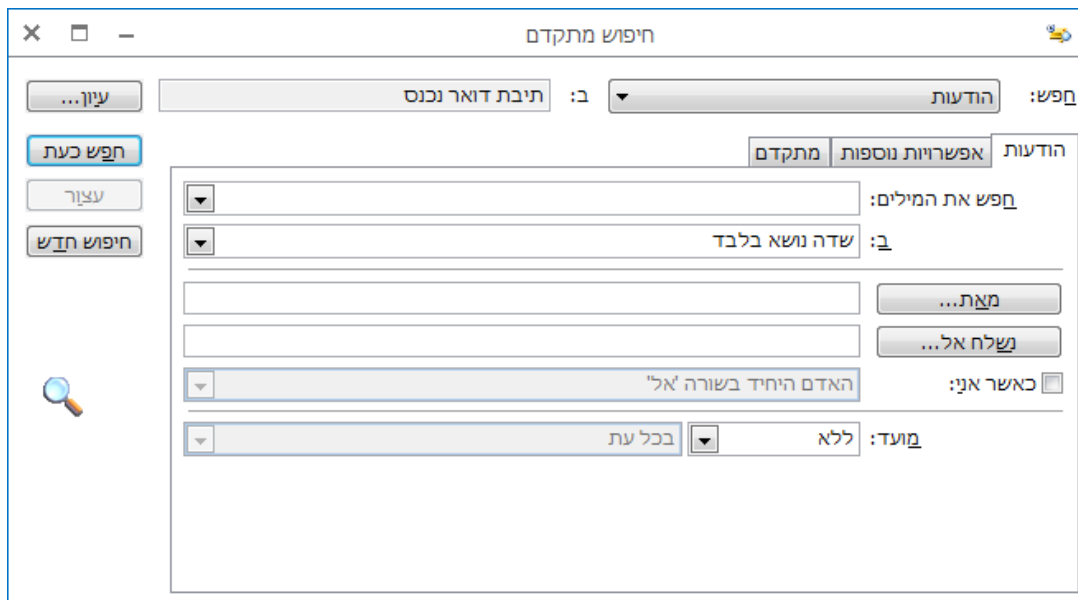 חיפוש מתקדם
חפש: הודעות ב: תיבת דואר נכנס עיון...
הודעות אפשרויות נוספות מתקדם חפש כעת
חפש את המילים: עצור
ב: שדה נושא בלבד חיפוש חדש
מאת...
נשלח אל...
כאשר אני: האדם היחיד בשורה 'אל'
מועד: ללא בכל עת